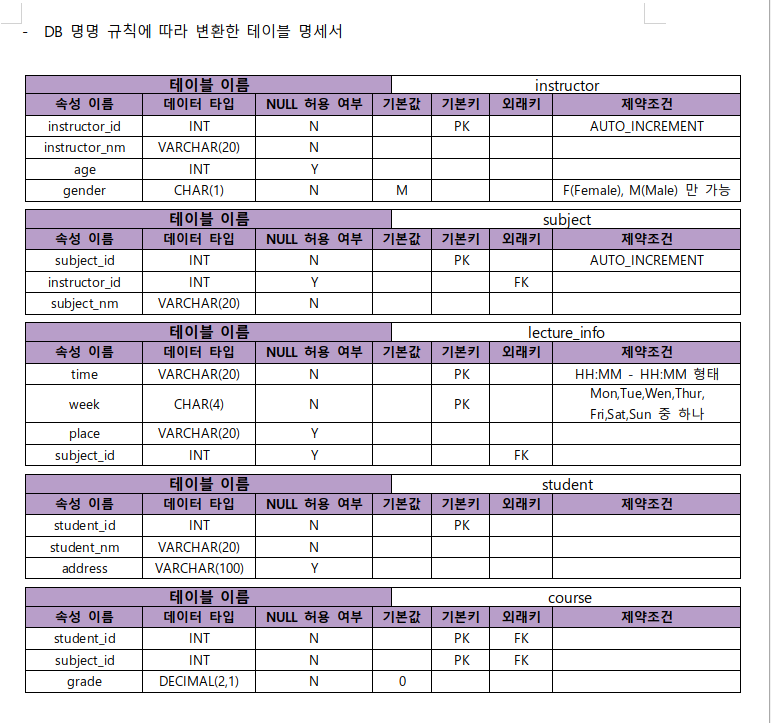 - DB 명명 규칙에 따라 변환한 테이블 명세서
테이블 이름 instructor
속성 이름 데이터 타입 NULL 허용 여부 기본값 기본키 외래키 제약조건
instructor_id INT N PK AUTO_INCREMENT
instructor_nm VARCHAR(20) N
age INT Y
gender CHAR(1) N M F(Female), M(Male) 만 가능
테이블 이름 subject
속성 이름 데이터 타입 NULL 허용 여부 기본값 기본키 외래키 제약조건
subject_id INT N PK AUTO_INCREMENT
instructor_id INT Y FK
subject_nm VARCHAR(20) N
테이블 이름 lecture_info
속성 이름 데이터 타입 NULL 허용 여부 기본값 기본키 외래키 제약조건
time VARCHAR(20) N PK HH:MM - HH:MM 형태
week CHAR(4) N PK Mon,Tue,Wen,Thur,
Fri,Sat,Sun 중 하나
place VARCHAR(20) Y
subject_id INT Y FK
테이블 이름 student
속성 이름 데이터 타입 NULL 허용 여부 기본값 기본키 외래키 제약조건
student_id INT N PK
student_nm VARCHAR(20) N
address VARCHAR(100) Y
테이블 이름 course
속성 이름 데이터 타입 NULL 허용 여부 기본값 기본키 외래키 제약조건
student_id INT N PK FK
subject_id INT N PK FK
grade DECIMAL(2,1) N 0